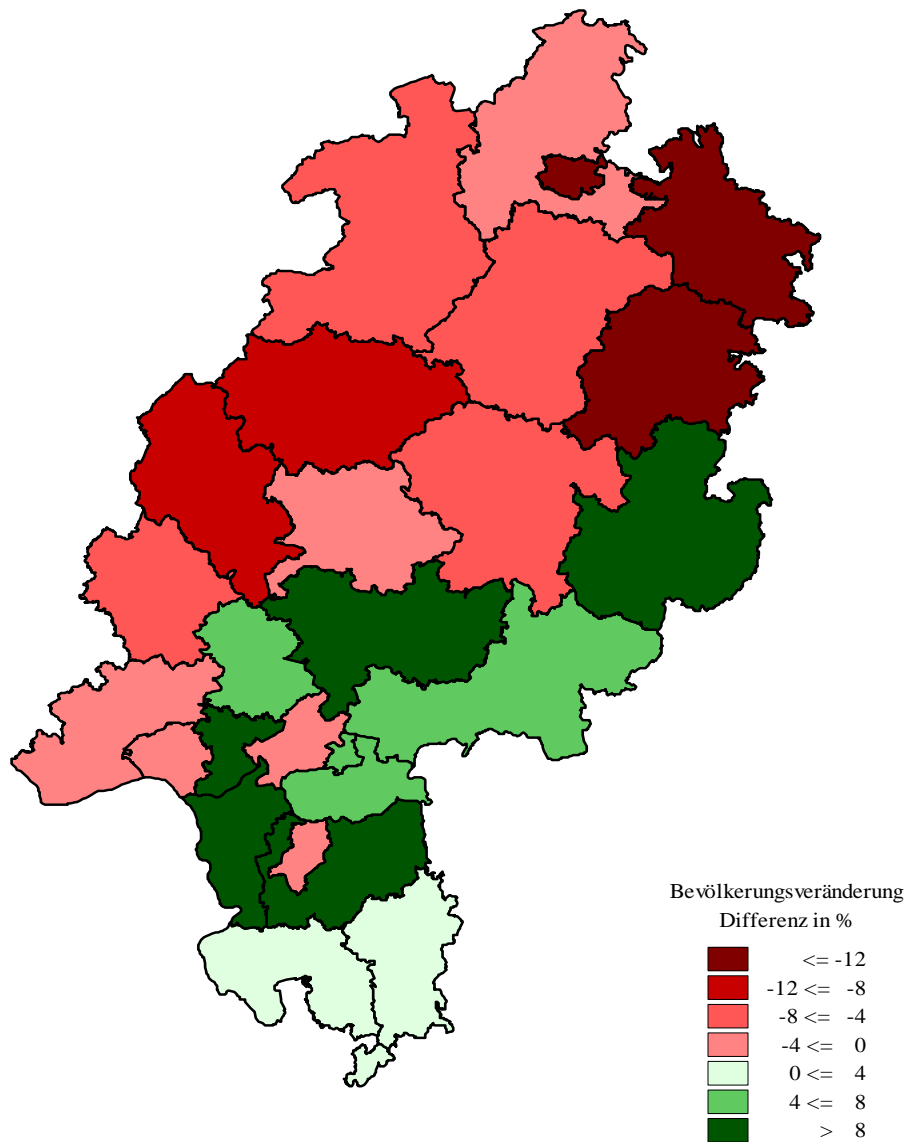 Bevölkerungsveränderung
Differenz in %
<= -12
-12 <= -8
-8 <= -4
-4 <= 0
0 <= 4
4 <= 8
> 8